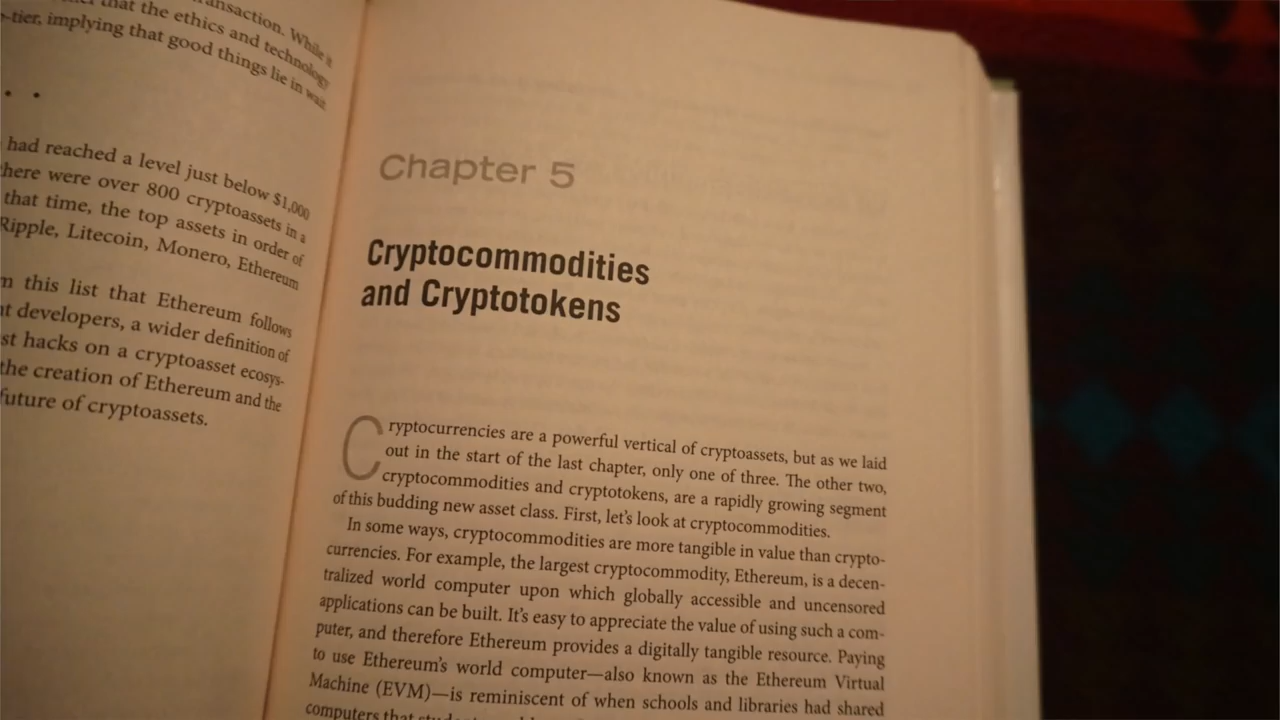 ansaction. While it
that the ethics and technology
-tier, implying that good things lie in wait
had reached a level just below $1,000
here were over 800 cryptoassets in a
that time, the top assets in order of
Ripple, Litecoin, Monero, Ethereum
m this list that Ethereum follows
nt developers, a wider definition of
st hacks on a cryptoasset ecosys-
the creation of Ethereum and the
future of cryptoassets.
Chapter 5
Cryptocommodities
and Cryptotokens
Cryptocurrencies are a powerful vertical of cryptoassets, but as we laid
out in the start of the last chapter, only one of three. The other two,
cryptocommodities and cryptotokens, are a rapidly growing segment
of this budding new asset class. First, let's look at cryptocommodities.
In some ways, cryptocommodities are more tangible in value than crypto-
currencies. For example, the largest cryptocommodity, Ethereum, is a decen-
tralized world computer upon which globally accessible and uncensored
applications can be built. It's easy to appreciate the value of using such a com-
puter, and therefore Ethereum provides a digitally tangible resource. Paying
to use Ethereum's world computer—also known as the Ethereum Virtual
Machine (EVM)—is reminiscent of when schools and libraries had shared
computers that